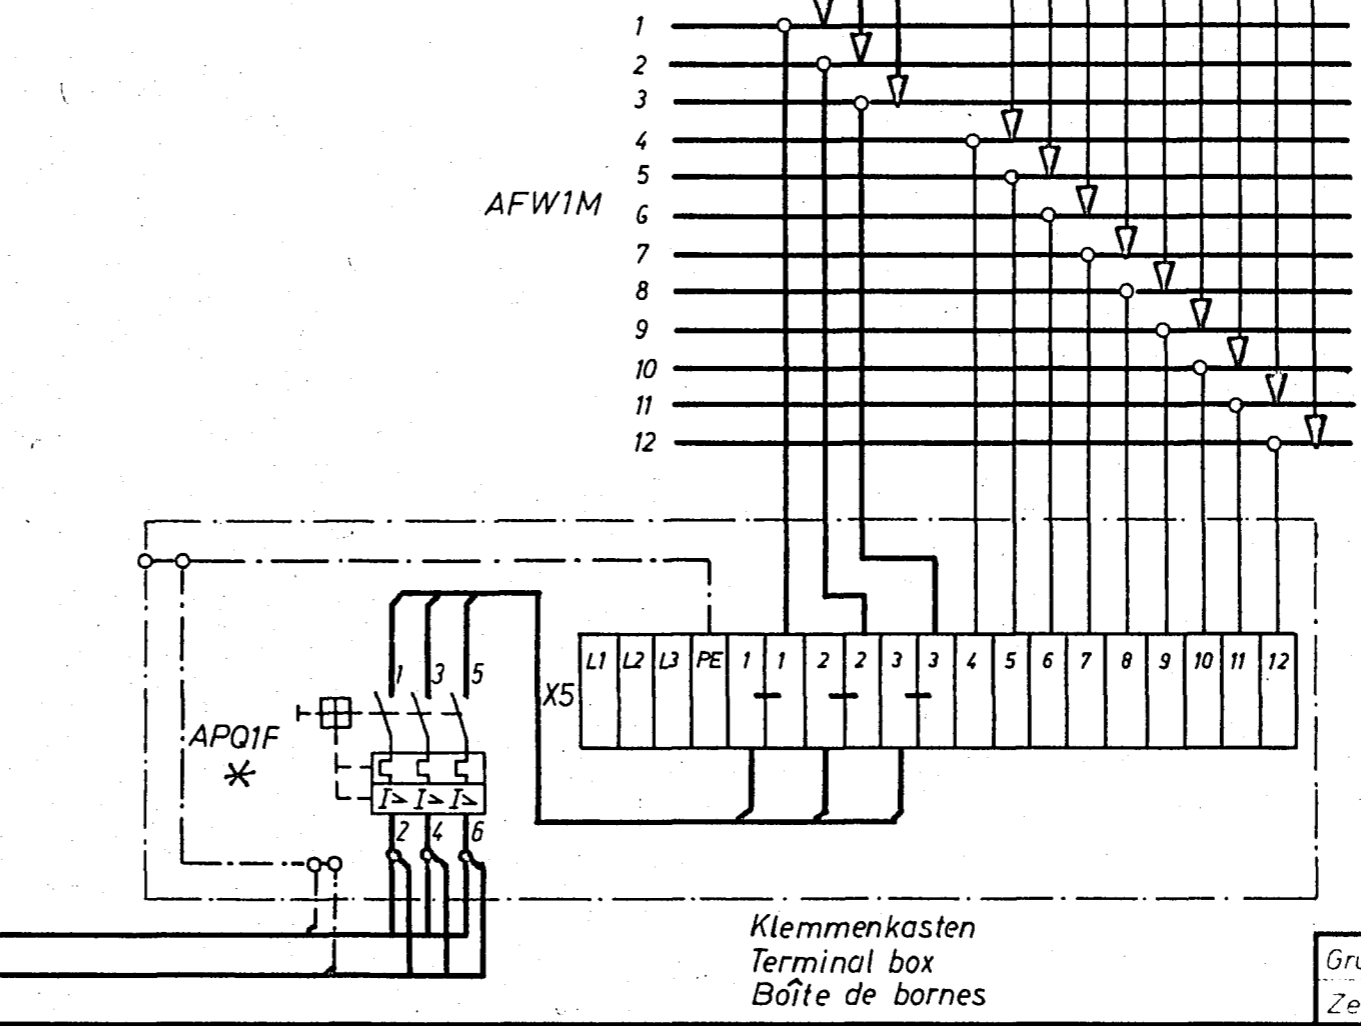 1
2
3
4
5
AFW1M
6
7
8
9
10
11
12
X5
L1 L2 L3 PE 1 1 2 2 3 3 4 5 6 7 8 9 10 11 12
1 3 5
APQ1F
*
I> I> I>
2 4 6
Klemmenkasten
Terminal box
Boîte de bornes
Gru
Ze